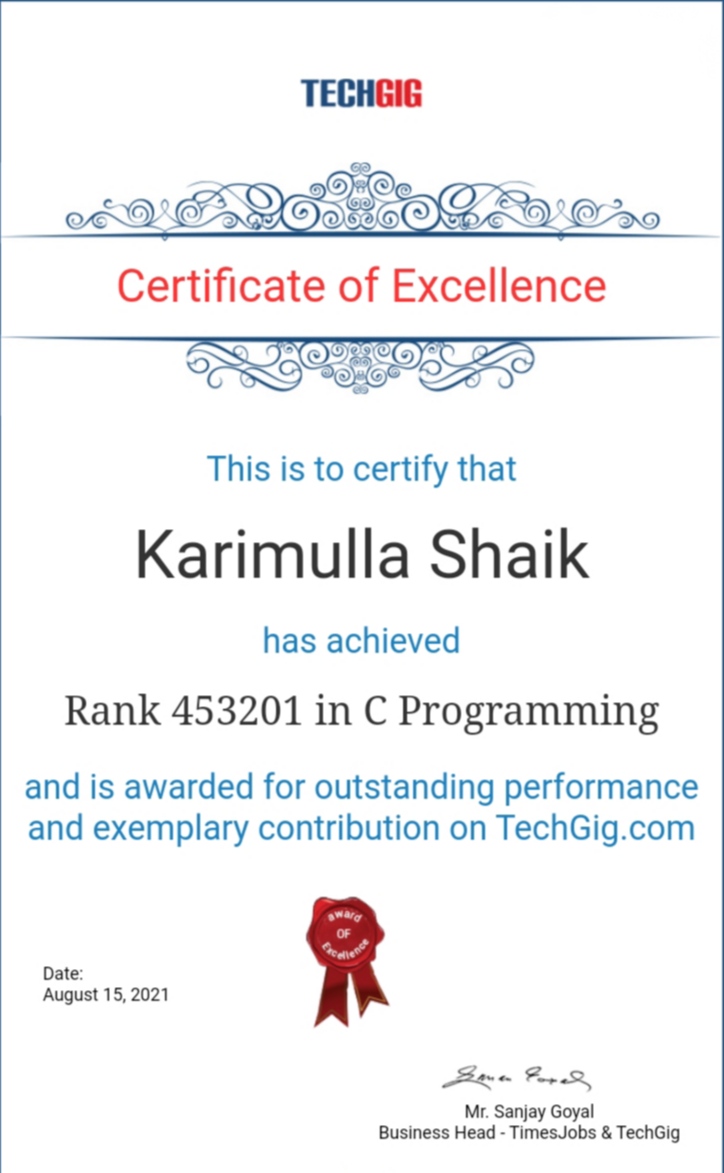 TECHGIG
Certificate of Excellence
This is to certify that
Karimulla Shaik
has achieved
Rank 453201 in C Programming
and is awarded for outstanding performance
and exemplary contribution on TechGig.com
award
OF
Excellence
Date:
August 15, 2021
Mr. Sanjay Goyal
Business Head - TimesJobs & TechGig